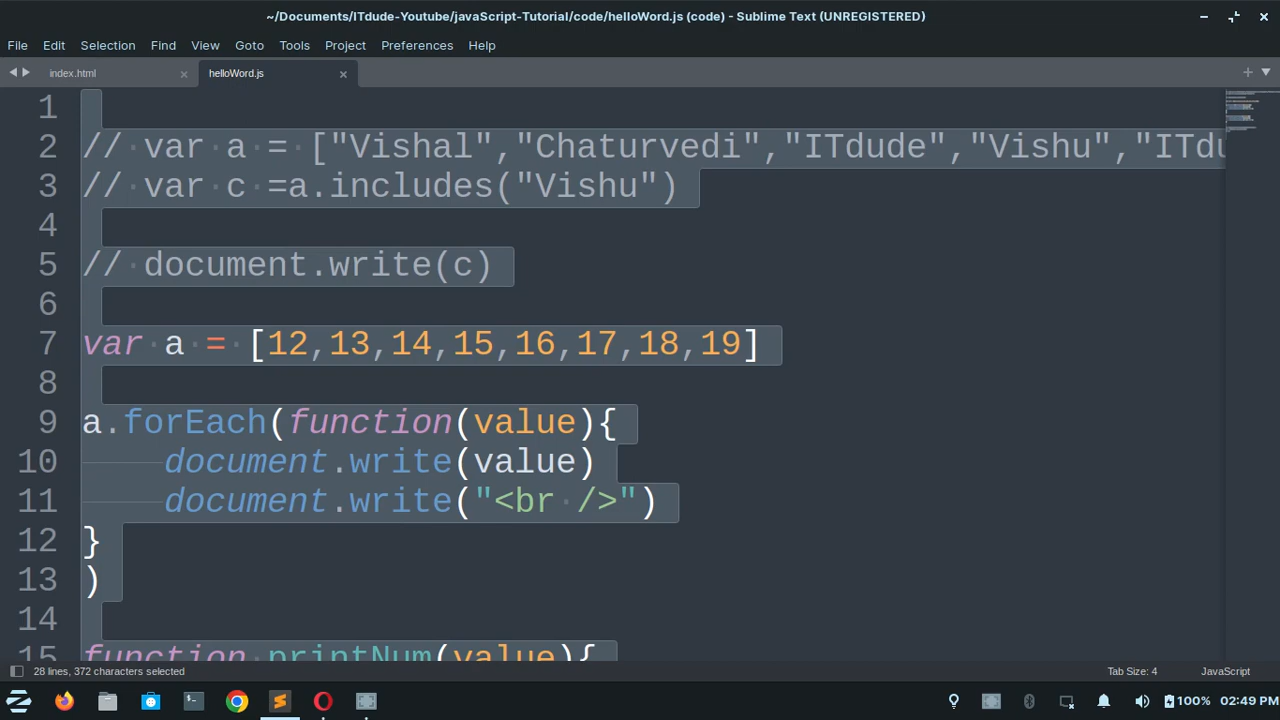 ~/Documents/ITdude-Youtube/javaScript-Tutorial/code/helloWord.js (code) - Sublime Text (UNREGISTERED)
File Edit Selection Find View Goto Tools Project Preferences Help
index.html helloWord.js
1
2 // var a = ["Vishal","Chaturvedi","ITdude","Vishu","ITdu
3 // var c =a.includes("Vishu")
4
5 // document.write(c)
6
7 var a = [12,13,14,15,16,17,18,19]
8
9 a.forEach(function(value){
10 document.write(value)
11 document.write("<br />")
12 }
13 )
14
15 function printNum(value){
28 lines, 372 characters selected Tab Size: 4 JavaScript
100% 02:49 PM